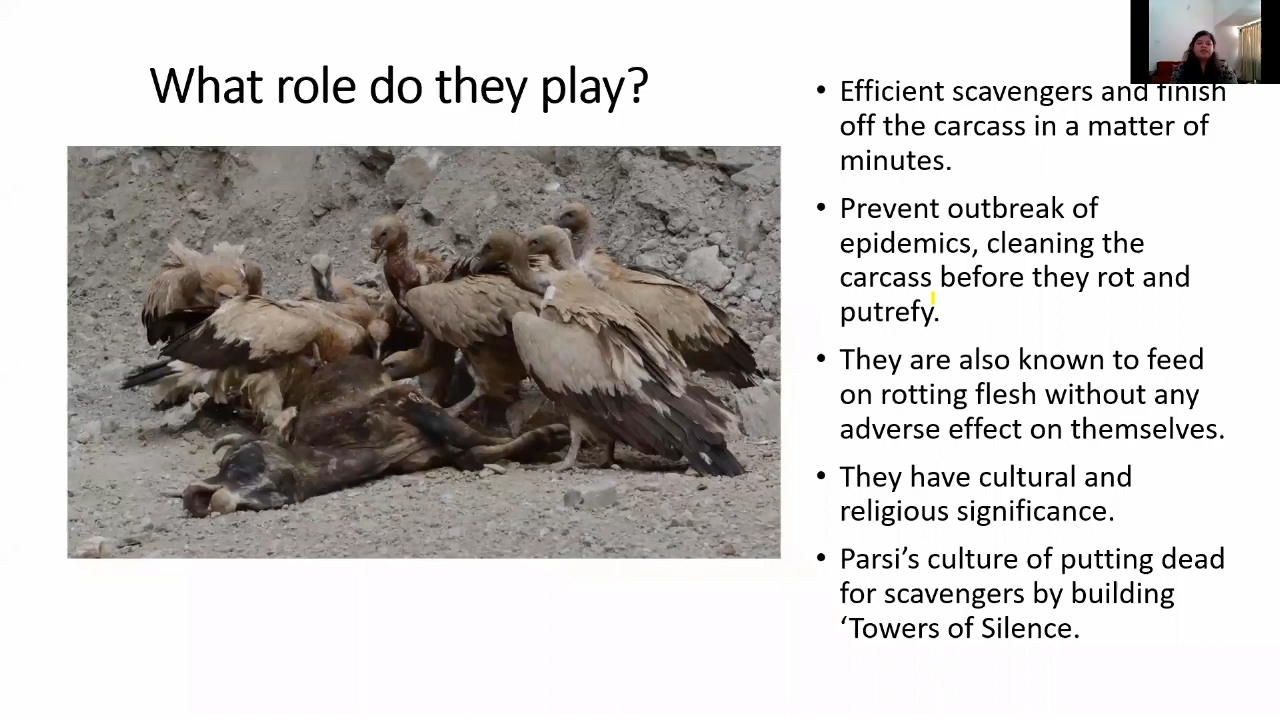 What role do they play?
• Efficient scavengers and finish
off the carcass in a matter of
minutes.
• Prevent outbreak of
epidemics, cleaning the
carcass before they rot and
putrefy.
• They are also known to feed
on rotting flesh without any
adverse effect on themselves.
• They have cultural and
religious significance.
• Parsi’s culture of putting dead
for scavengers by building
‘Towers of Silence.